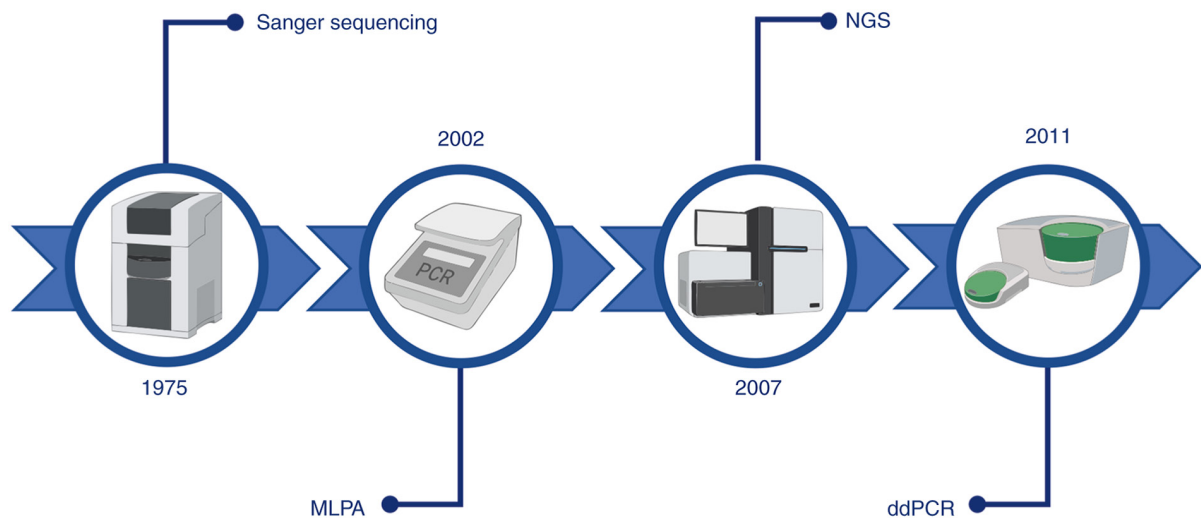 Sanger sequencing
NGS
2002
2011
PCR
1975
2007
MLPA
ddPCR